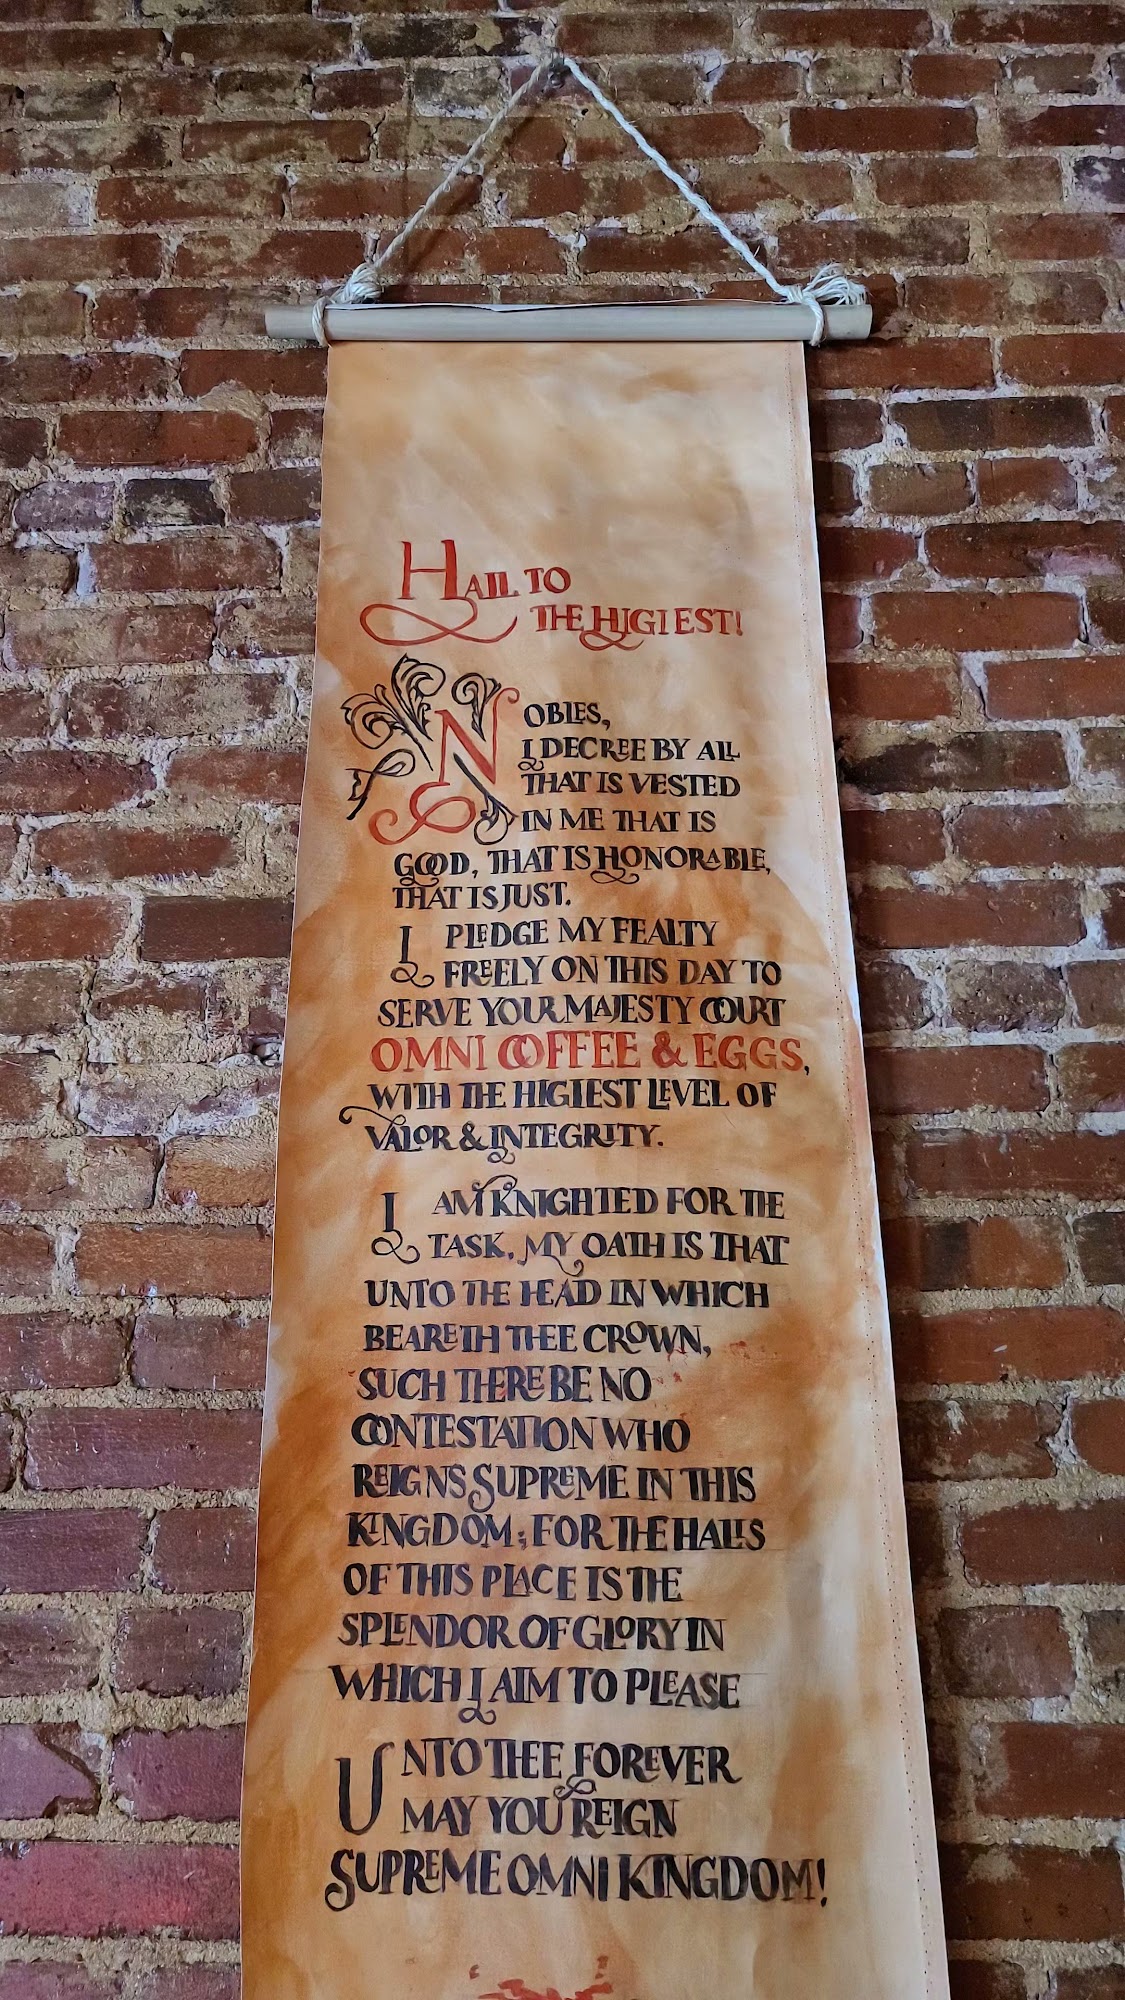 HAIL TO
THE HIGIEST!
NOBLES,
I DECREE BY ALL
THAT IS VESTED
IN ME THAT IS
GOOD, THAT IS HONORABLE,
THAT IS JUST.
I PLEDGE MY FEALTY
FREELY ON THIS DAY TO
SERVE YOUR MAJESTY COURT
OMNI COFFEE & EGGS,
WITH THE HIGIEST LEVEL OF
VALOR & INTEGRITY.
I AM KNIGHTED FOR THE
TASK, MY OATH IS THAT
UNTO THE HEAD IN WHICH
BEARETH THEE CROWN,
SUCH THERE BE NO
CONTESTATION WHO
REIGNS SUPREME IN THIS
KINGDOM; FOR THE HALLS
OF THIS PLACE IS THE
SPLENDOR OF GLORY IN
WHICH I AIM TO PLEASE
UNTO THEE FOREVER
MAY YOU REIGN
SUPREME OMNI KINGDOM!